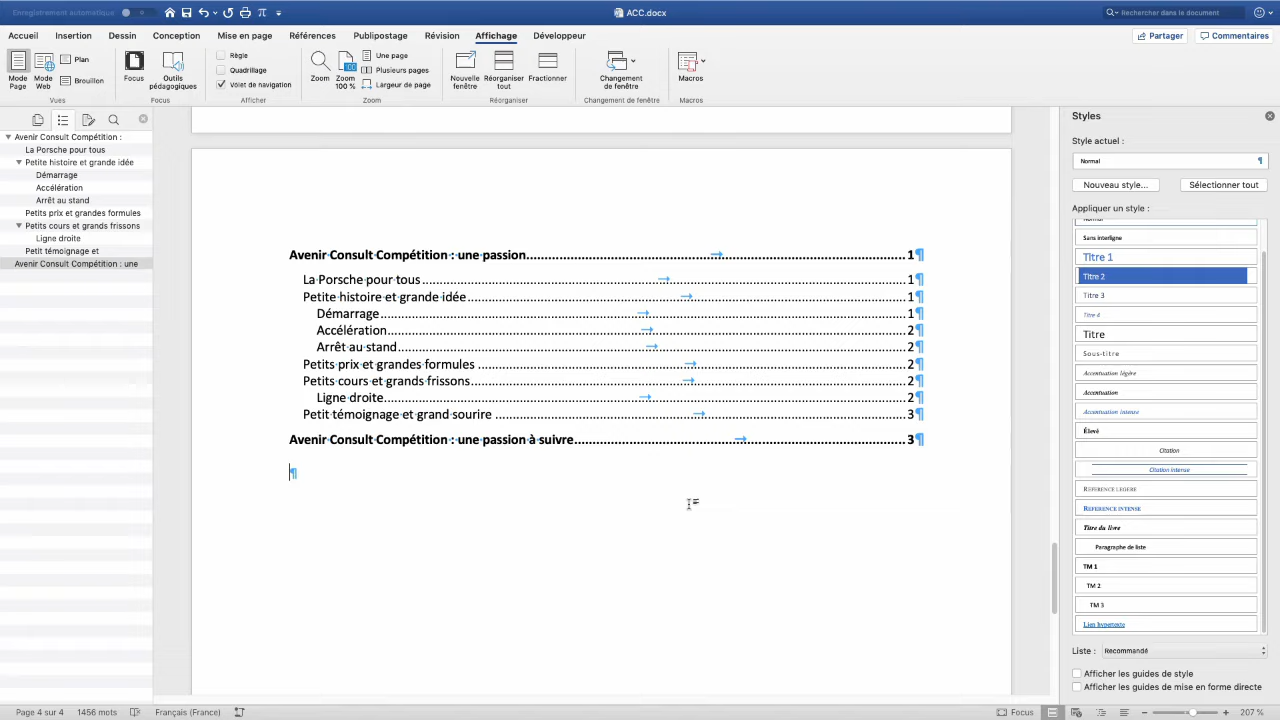 Enregistrement automatique
ACC.docx
Rechercher dans le document
Accueil Insertion Dessin Conception Mise en page Références Publipostage Révision Affichage Développeur
Partager Commentaires
Mode Page
Mode Web
Plan
Brouillon
Vues
Focus
Outils pédagogiques
Focus
Règle
Quadrillage
Volet de navigation
Afficher
Zoom
Zoom 100 %
Une page
Plusieurs pages
Largeur de page
Zoom
Nouvelle fenêtre
Réorganiser tout
Fractionner
Réorganiser
Changement de fenêtre
Changement de fenêtre
Macros
Macros
Avenir Consult Compétition :
La Porsche pour tous
Petite histoire et grande idée
Démarrage
Accélération
Arrêt au stand
Petits prix et grandes formules
Petits cours et grandes frissons
Ligne droite
Petit témoignage et
Avenir Consult Compétition : une
Avenir Consult Compétition : une passion 1
La Porsche pour tous 1
Petite histoire et grande idée 1
Démarrage 1
Accélération 2
Arrêt au stand 2
Petits prix et grandes formules 2
Petits cours et grands frissons 2
Ligne droite 2
Petit témoignage et grand sourire 3
Avenir Consult Compétition : une passion à suivre 3
Styles
Style actuel :
Normal
Nouveau style... Sélectionner tout
Appliquer un style :
Normal
Sans interligne
Titre 1
Titre 2
Titre 3
Titre 4
Titre
Sous-titre
Accentuation légère
Accentuation
Accentuation intense
Élevé
Citation
Citation intense
REFERENCE LEGERE
REFERENCE INTENSE
Titre du livre
Paragraphe de liste
TM 1
TM 2
TM 3
Lien hypertexte
Liste : Recommandé
Afficher les guides de style
Afficher les guides de mise en forme directe
Page 4 sur 4 1456 mots Français (France) Focus 207 %